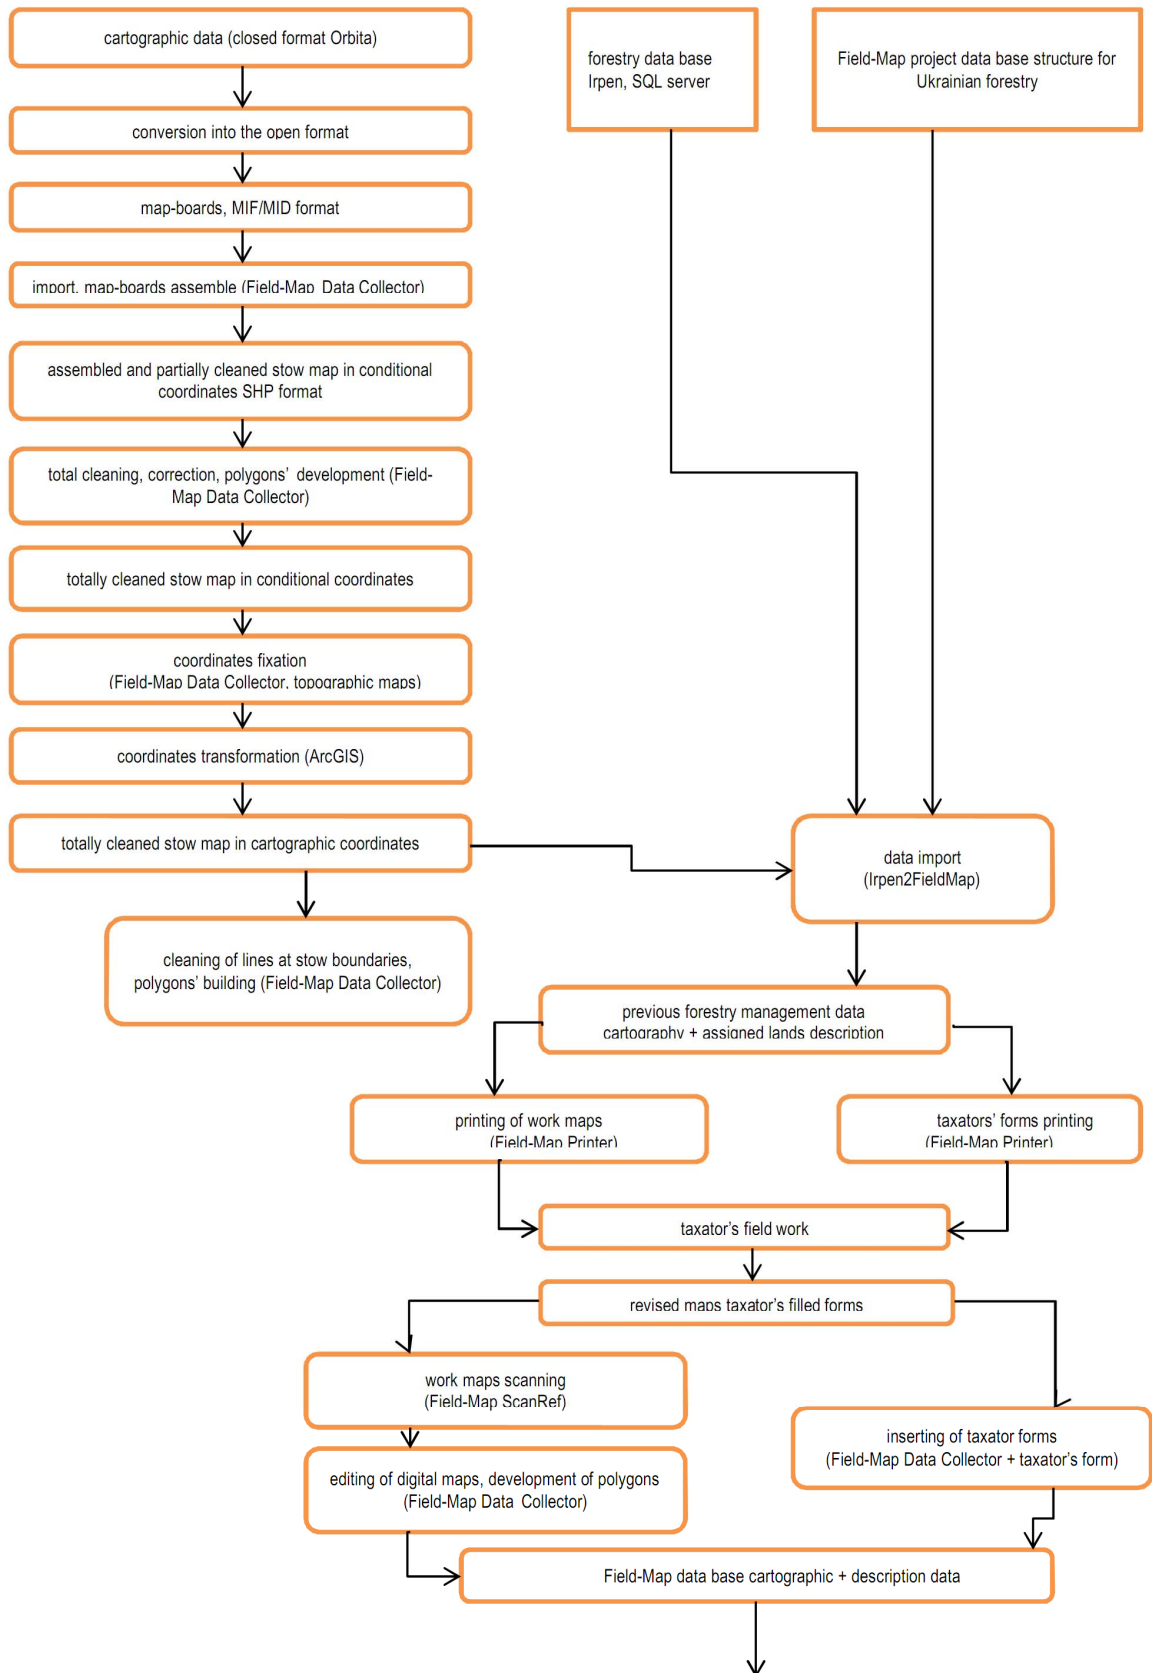 cartographic data (closed format Orbita)
conversion into the open format
map-boards, MIF/MID format
import, map-boards assemble (Field-Map Data Collector)
assembled and partially cleaned stow map in conditional
coordinates SHP format
total cleaning, correction, polygons’ development (Field-
Map Data Collector)
totally cleaned stow map in conditional coordinates
coordinates fixation
(Field-Map Data Collector, topographic maps)
coordinates transformation (ArcGIS)
totally cleaned stow map in cartographic coordinates
cleaning of lines at stow boundaries,
polygons’ building (Field-Map Data Collector)
forestry data base
Irpen, SQL server
Field-Map project data base structure for
Ukrainian forestry
data import
(Irpen2FieldMap)
previous forestry management data
cartography + assigned lands description
printing of work maps
(Field-Map Printer)
taxators’ forms printing
(Field-Map Printer)
taxator’s field work
revised maps taxator’s filled forms
work maps scanning
(Field-Map ScanRef)
editing of digital maps, development of polygons
(Field-Map Data Collector)
inserting of taxator forms
(Field-Map Data Collector + taxator’s form)
Field-Map data base cartographic + description data